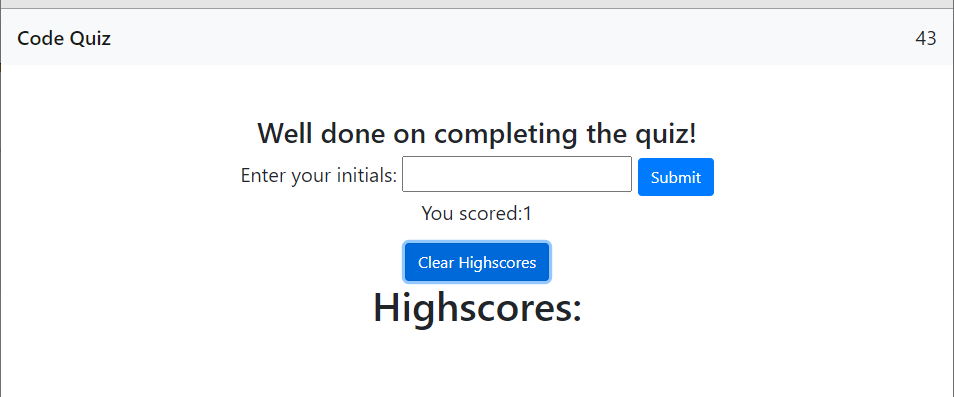 Code Quiz 43
Well done on completing the quiz!
Enter your initials: Submit
You scored:1
Clear Highscores
Highscores: